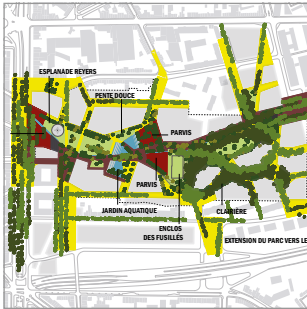 ESPLANADE REYERS
PENTE DOUCE
PARVIS
PARVIS
JARDIN AQUATIQUE
CLAIRIÈRE
ENCLOS
DES FUSILLÉS
EXTENSION DU PARC VERS LE